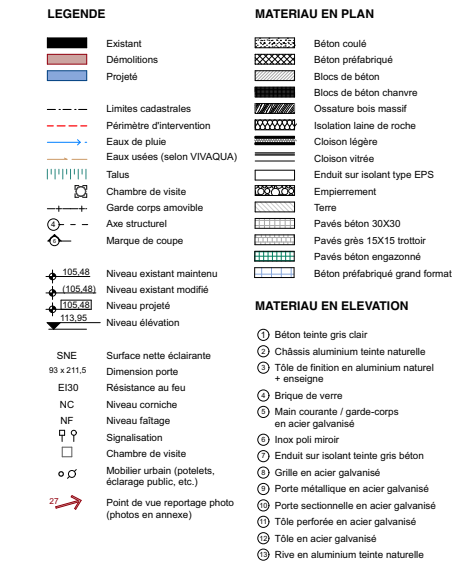 LEGENDE
Existant
Démolitions
Projeté
Limites cadastrales
Périmètre d'intervention
Eaux de pluie
Eaux usées (selon VIVAQUA)
Talus
Chambre de visite
Garde corps amovible
4 Axe structurel
6 Marque de coupe
105,48 Niveau existant maintenu
(105,48) Niveau existant modifié
105,48 Niveau projeté
113,95 Niveau élévation
SNE Surface nette éclairante
93 x 211,5 Dimension porte
EI30 Résistance au feu
NC Niveau corniche
NF Niveau faîtage
Signalisation
Chambre de visite
Mobilier urbain (potelets,
éclarage public, etc.)
27 Point de vue reportage photo
(photos en annexe)
MATERIAU EN PLAN
Béton coulé
Béton préfabriqué
Blocs de béton
Blocs de béton chanvre
Ossature bois massif
Isolation laine de roche
Cloison légère
Cloison vitrée
Enduit sur isolant type EPS
Empierrement
Terre
Pavés béton 30X30
Pavés grès 15X15 trottoir
Pavés béton engazonné
Béton préfabriqué grand format
MATERIAU EN ELEVATION
1 Béton teinte gris clair
2 Châssis aluminium teinte naturelle
3 Tôle de finition en aluminium naturel
+ enseigne
4 Brique de verre
5 Main courante / garde-corps
en acier galvanisé
6 Inox poli miroir
7 Enduit sur isolant teinte gris béton
8 Grille en acier galvanisé
9 Porte métallique en acier galvanisé
10 Porte sectionnelle en acier galvanisé
11 Tôle perforée en acier galvanisé
12 Tôle en acier galvanisé
13 Rive en aluminium teinte naturelle